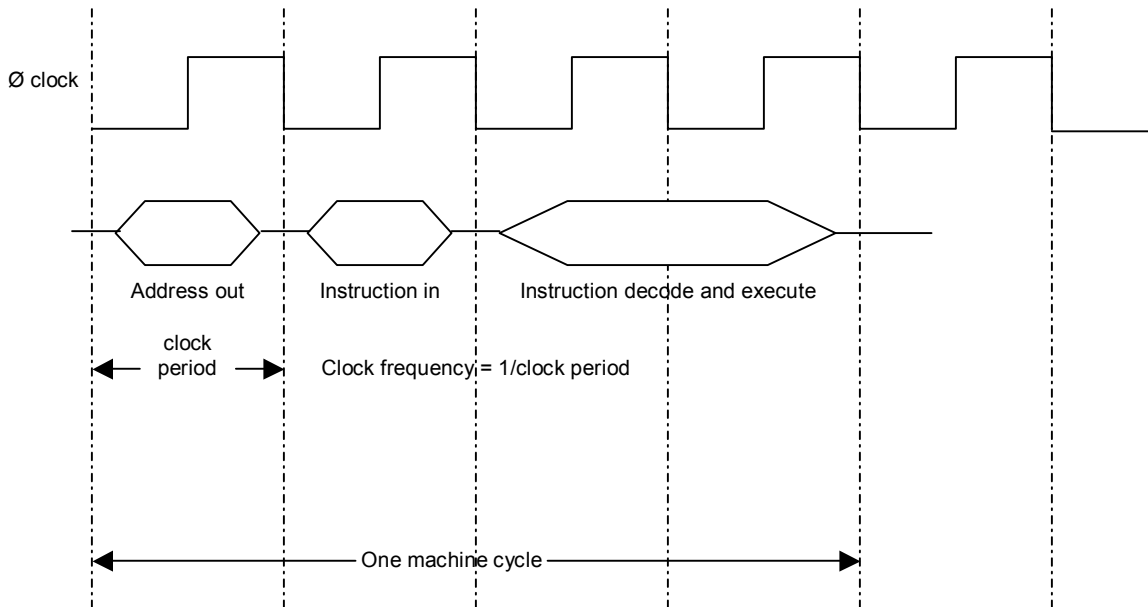 Ø clock
Address out
Instruction in
Instruction decode and execute
clock
period
Clock frequency = 1/clock period
One machine cycle